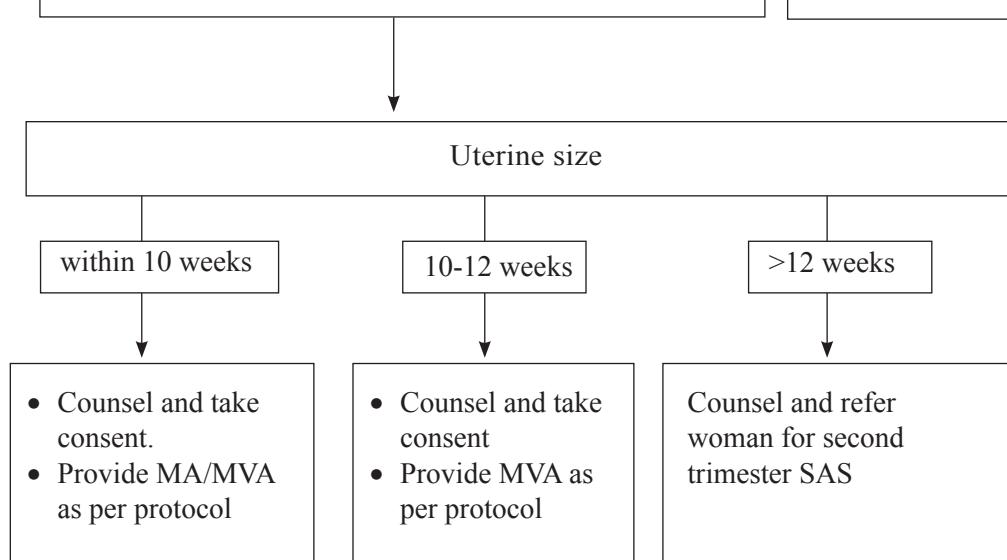 Uterine size
within 10 weeks
10-12 weeks
>12 weeks
• Counsel and take
consent.
• Provide MA/MVA
as per protocol
• Counsel and take
consent
• Provide MVA as
per protocol
Counsel and refer
woman for second
trimester SAS